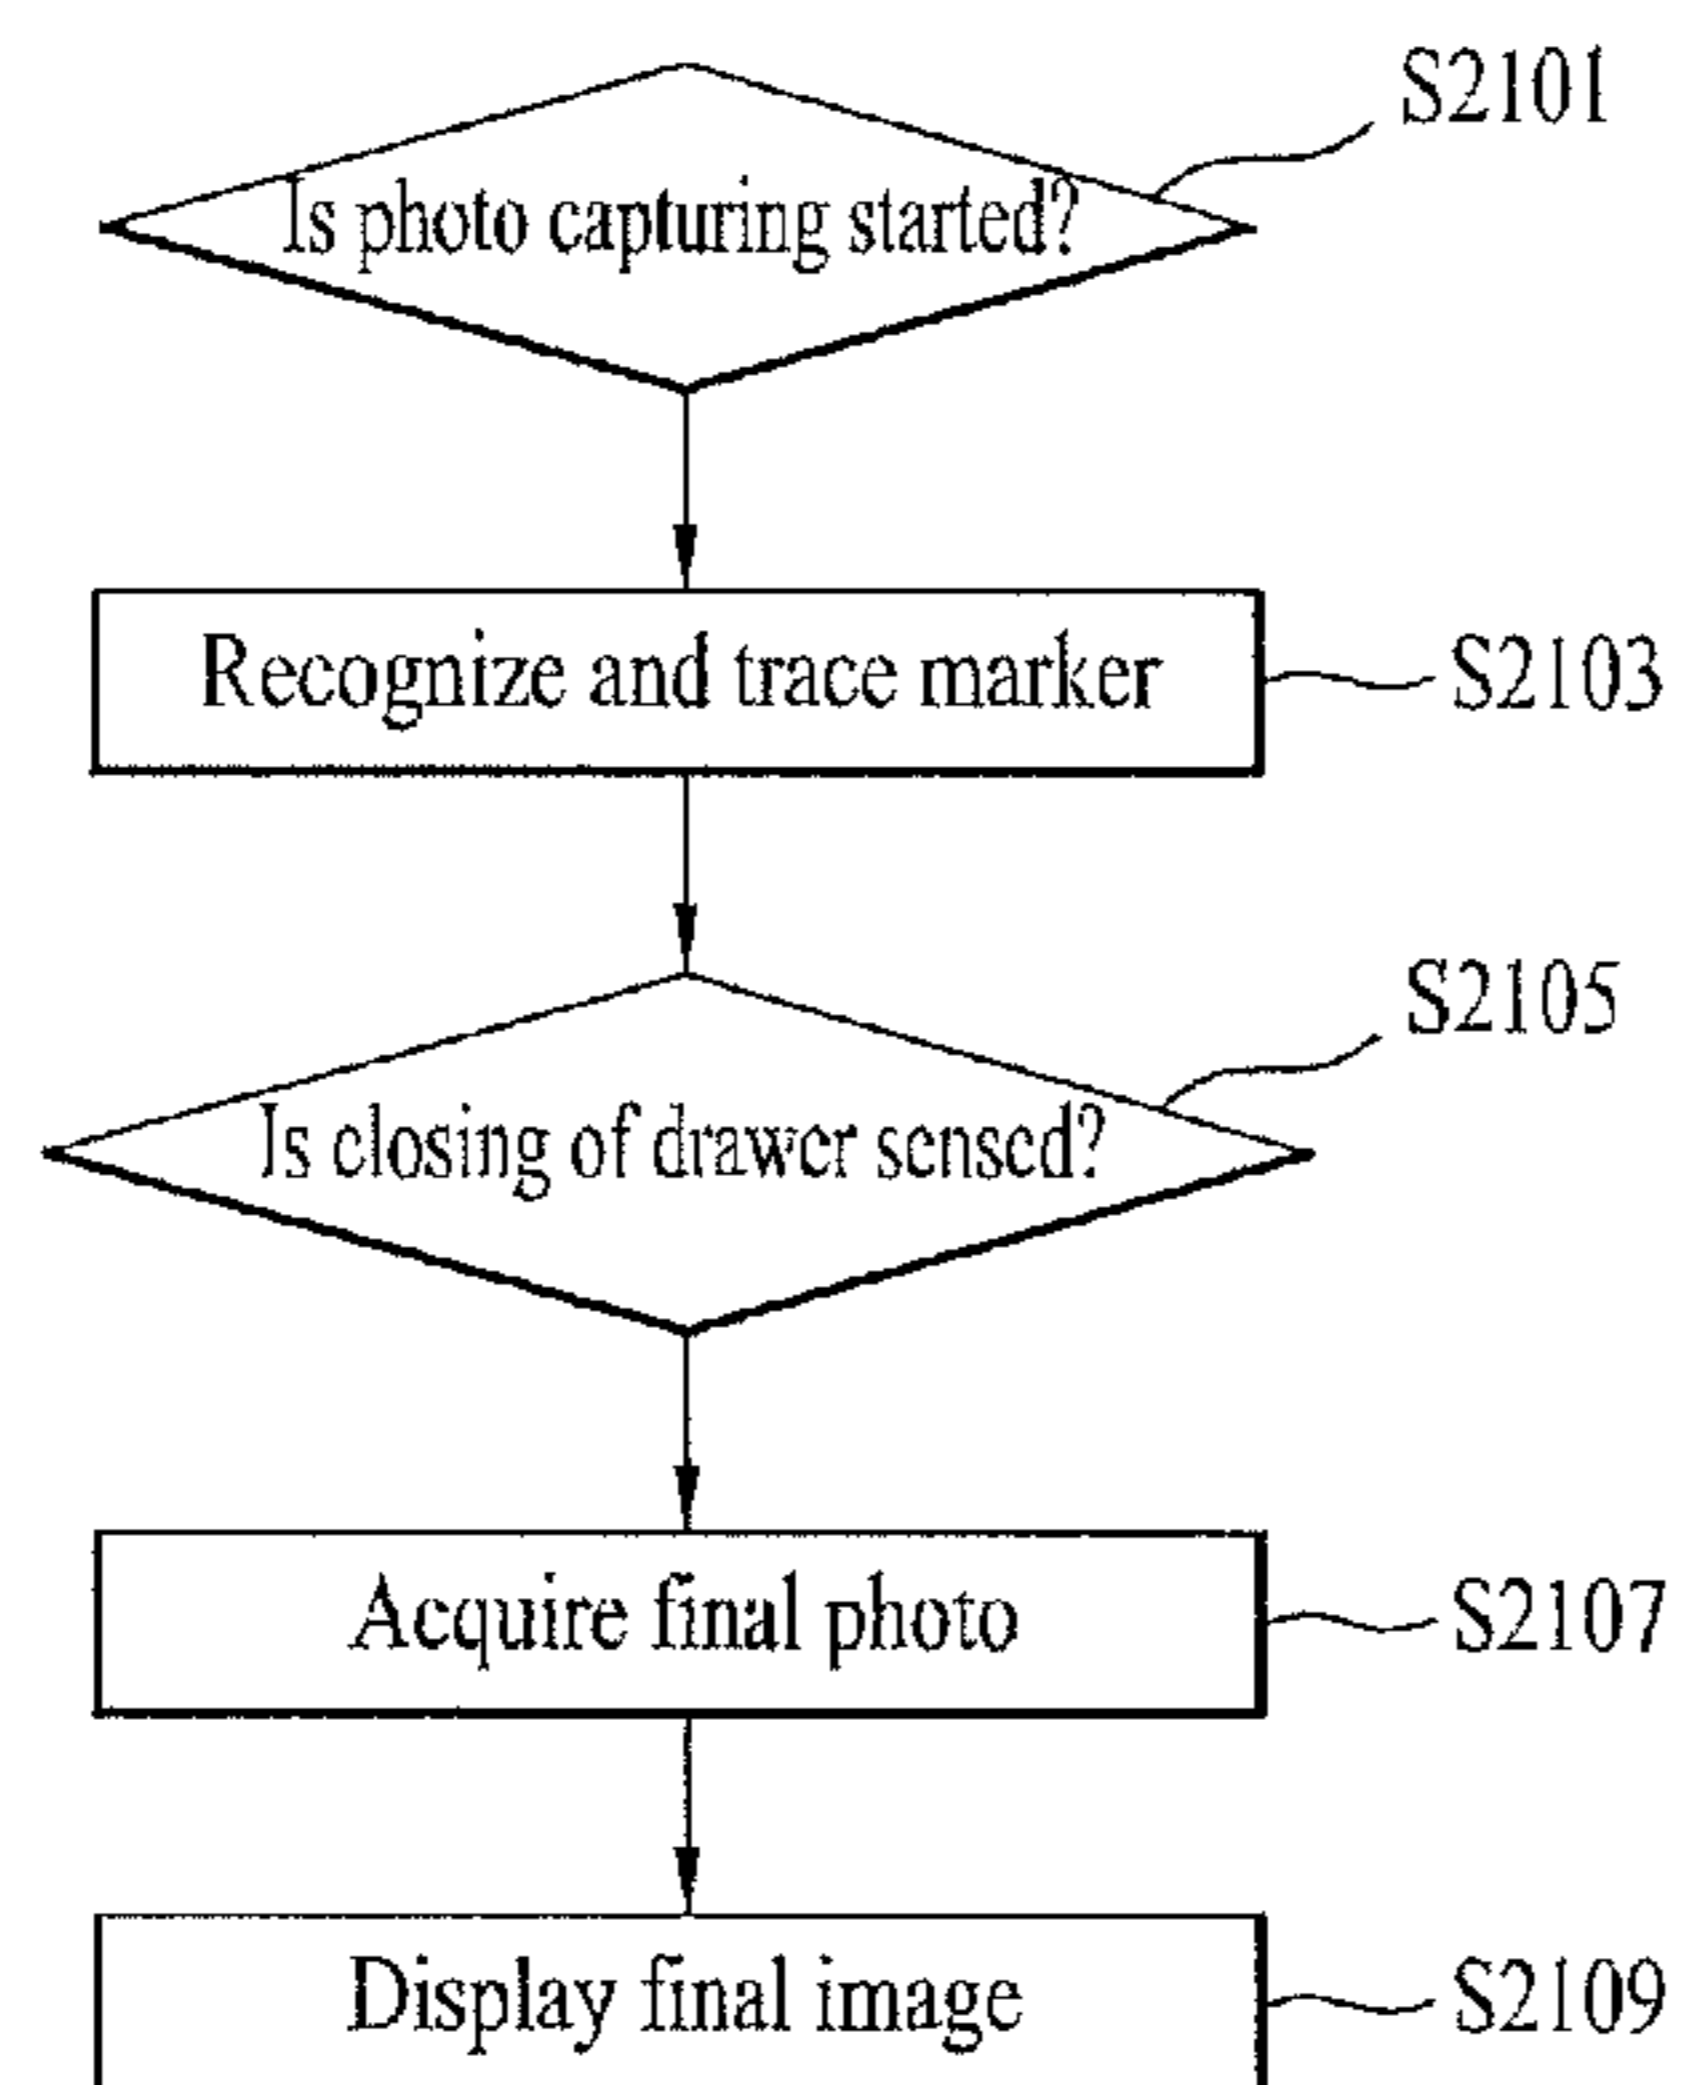 S2101
Is photo capturing started?
Recognize and trace marker
S2103
S2105
Is closing of drawer sensed?
Acquire final photo
S2107
Display final image
S2109